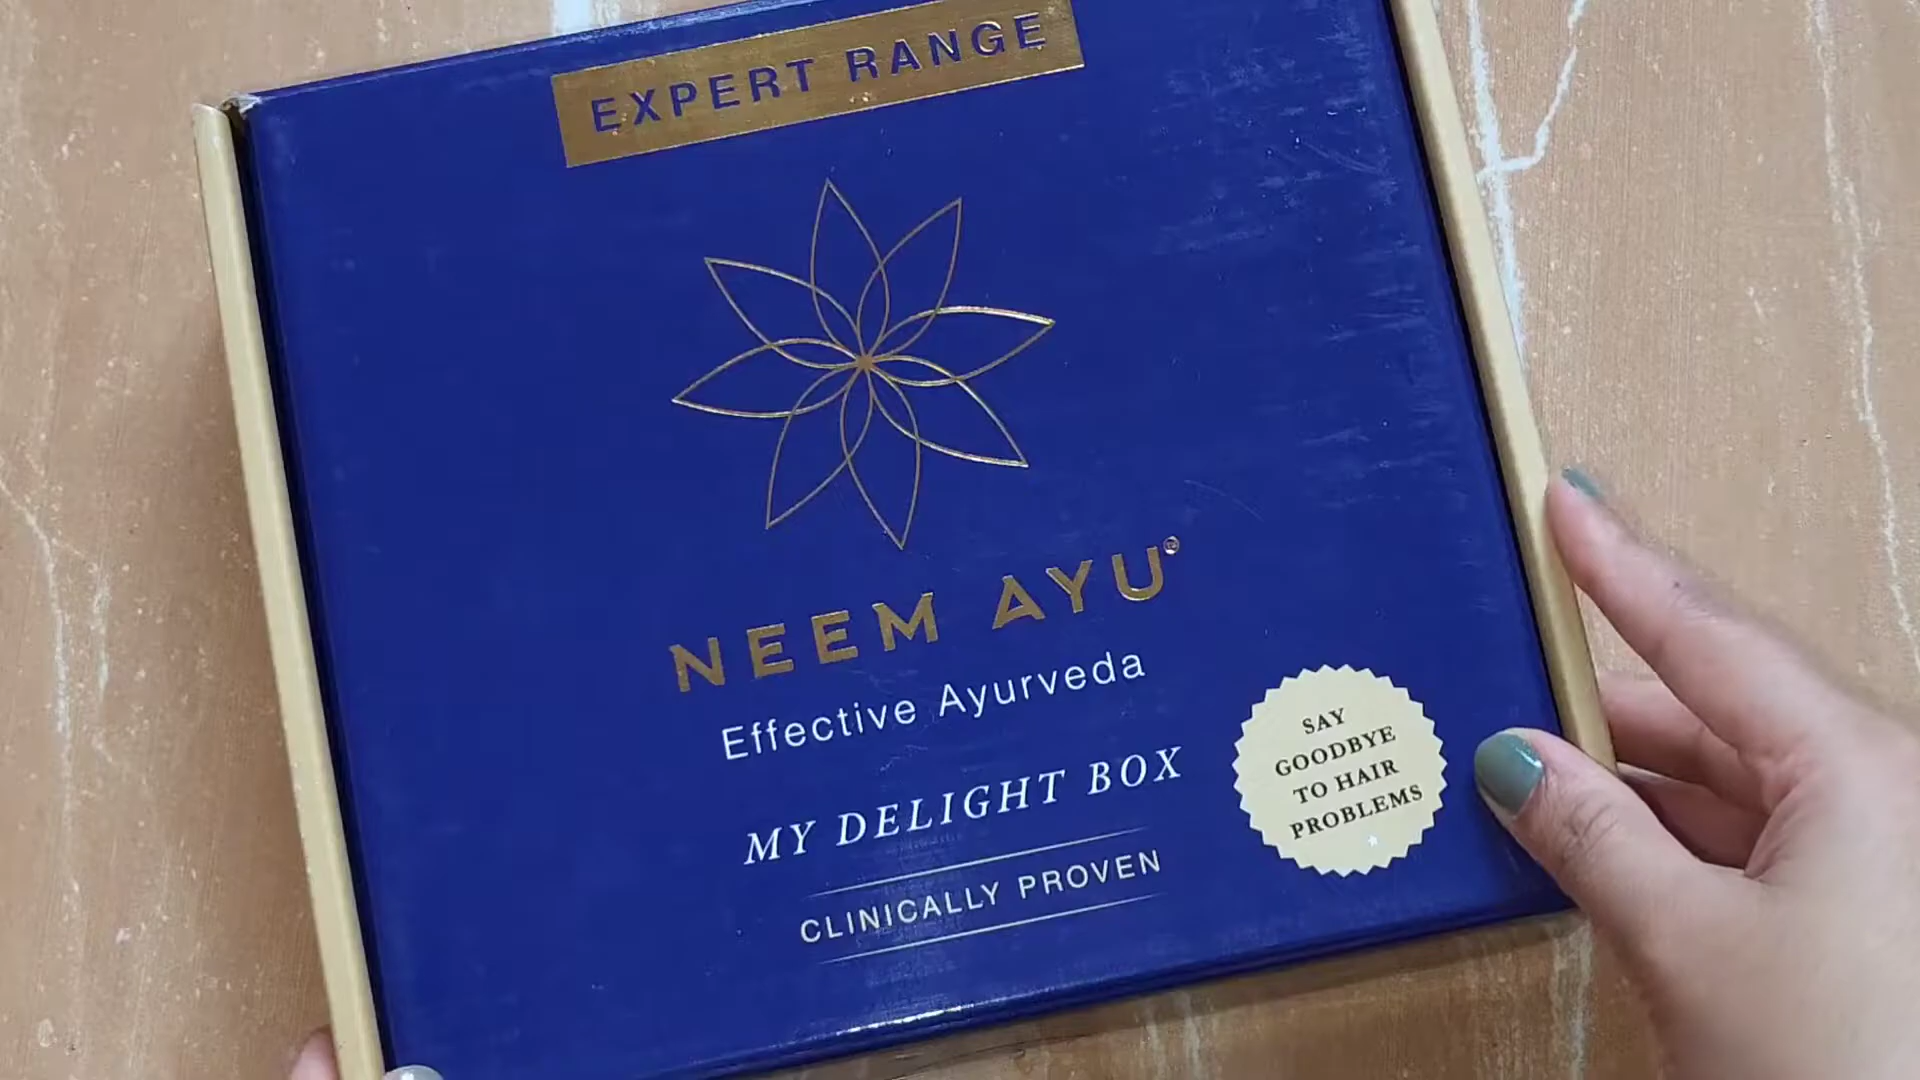 EXPERT RANGE
NEEM AYU
Effective Ayurveda
MY DELIGHT BOX
CLINICALLY PROVEN
SAY
GOODBYE
TO HAIR
PROBLEMS